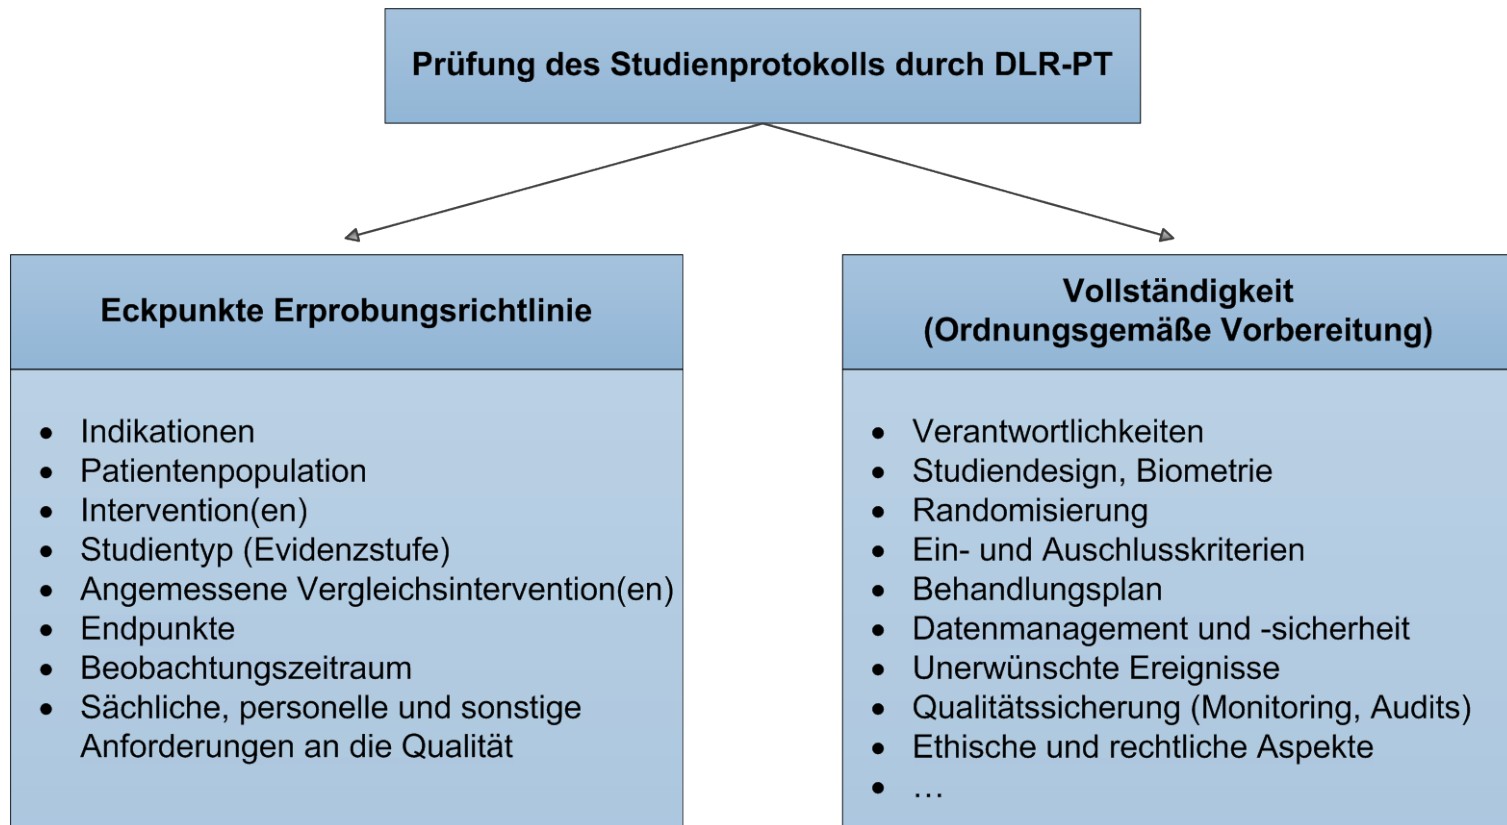 Prüfung des Studienprotokolls durch DLR-PT
Eckpunkte Erprobungsrichtlinie
• Indikationen
• Patientenpopulation
• Intervention(en)
• Studientyp (Evidenzstufe)
• Angemessene Vergleichsintervention(en)
• Endpunkte
• Beobachtungszeitraum
• Sächliche, personelle und sonstige
Anforderungen an die Qualität
Vollständigkeit
(Ordnungsgemäße Vorbereitung)
• Verantwortlichkeiten
• Studiendesign, Biometrie
• Randomisierung
• Ein- und Auschlusskriterien
• Behandlungsplan
• Datenmanagement und -sicherheit
• Unerwünschte Ereignisse
• Qualitätssicherung (Monitoring, Audits)
• Ethische und rechtliche Aspekte
• …